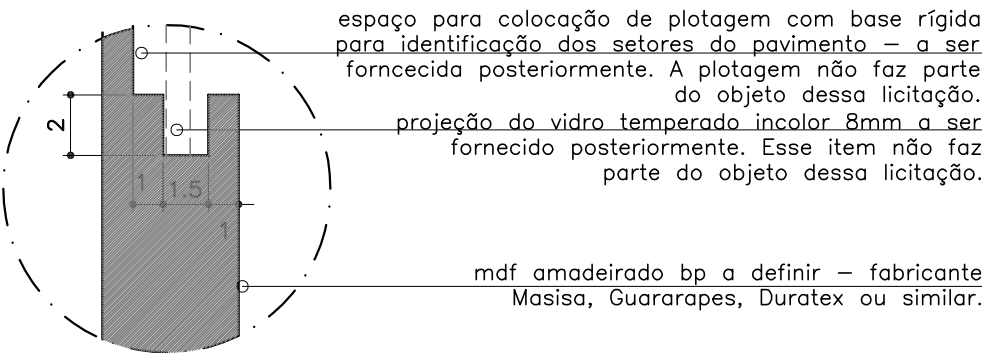 espaço para colocação de plotagem com base rígida
para identificação dos setores do pavimento – a ser
forncecida posteriormente. A plotagem não faz parte
do objeto dessa licitação.
projeção do vidro temperado incolor 8mm a ser
fornecido posteriormente. Esse item não faz
parte do objeto dessa licitação.
2
1
1.5
1
mdf amadeirado bp a definir – fabricante
Masisa, Guararapes, Duratex ou similar.